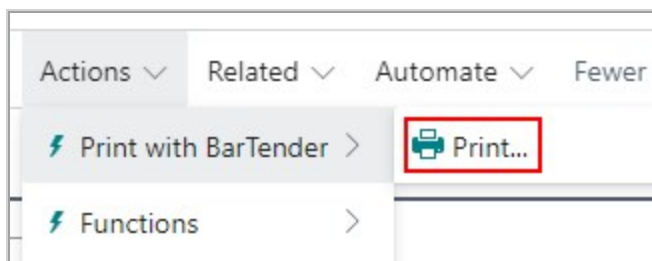 Actions Related Automate Fewer
Print with BarTender Print...
Functions